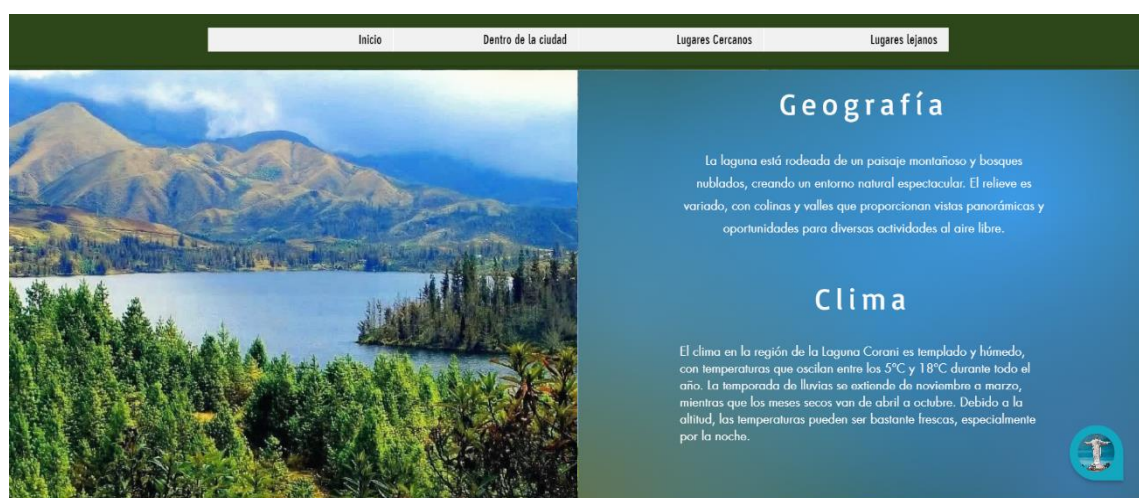 Inicio
Dentro de la ciudad
Lugares Cercanos
Lugares lejanos
Geografía
La laguna está rodeada de un paisaje montañoso y bosques
nublados, creando un entorno natural espectacular. El relieve es
variado, con colinas y valles que proporcionan vistas panorámicas y
oportunidades para diversas actividades al aire libre.
Clima
El clima en la región de la Laguna Corani es templado y húmedo,
con temperaturas que oscilan entre los 5°C y 18°C durante todo el
año. La temporada de lluvias se extiende de noviembre a marzo,
mientras que los meses secos van de abril a octubre. Debido a la
altitud, las temperaturas pueden ser bastante frescas, especialmente
por la noche.